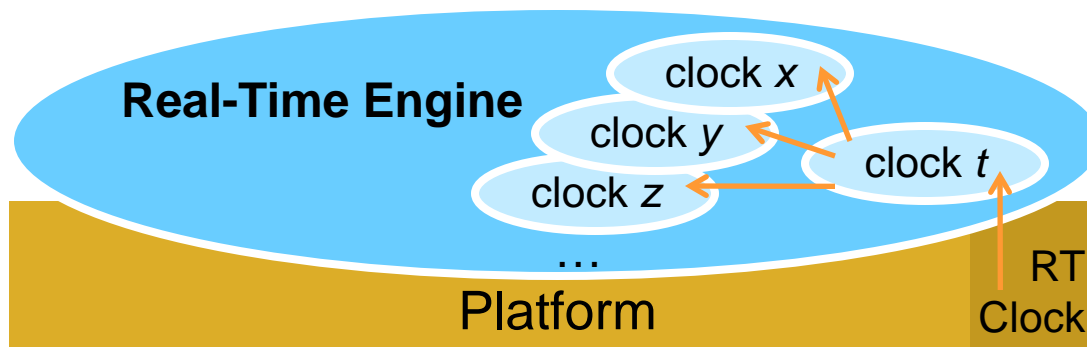 clock x
Real-Time Engine
clock y
clock t
clock z
…
RT
Clock
Platform